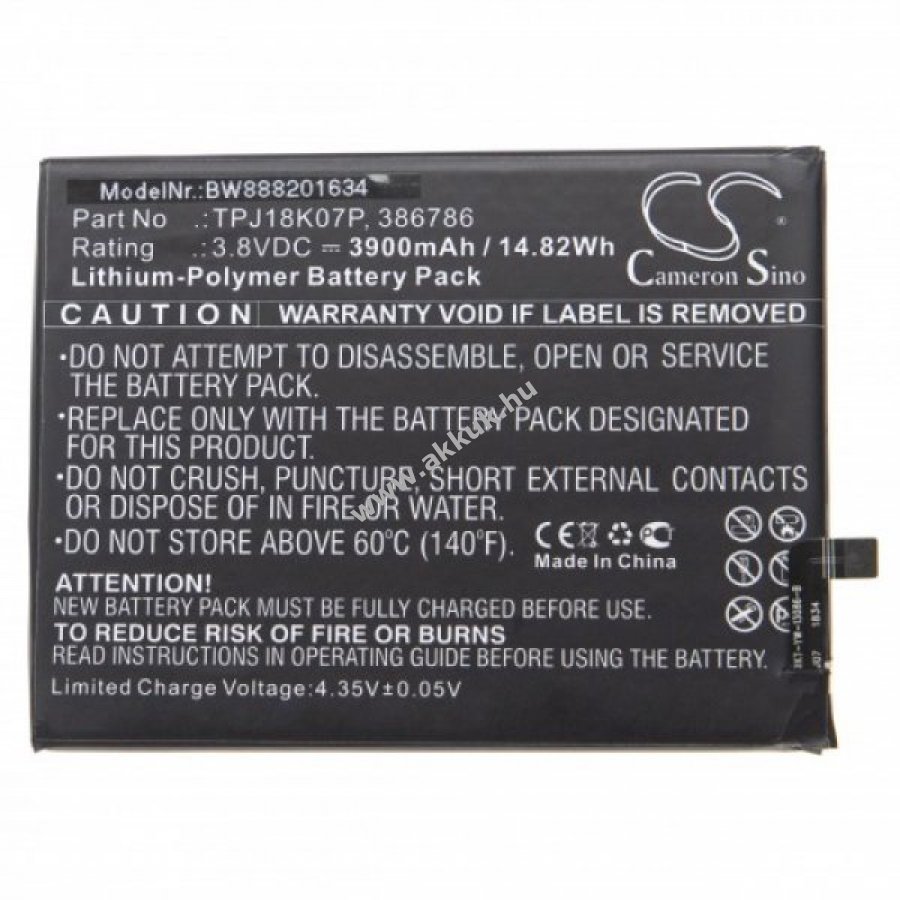 ModelNr.:BW888201634
Part No :TPJ18K07P, 386786
Rating :3.8VDC ⎓ 3900mAh / 14.82Wh
Lithium-Polymer Battery Pack
CS
Cameron Sino
CAUTION WARRANTY VOID IF LABEL IS REMOVED
•DO NOT ATTEMPT TO DISASSEMBLE, OPEN OR SERVICE
THE BATTERY PACK.
•REPLACE ONLY WITH THE BATTERY PACK DESIGNATED
FOR THIS PRODUCT.
•DO NOT CRUSH, PUNCTURE, SHORT EXTERNAL CONTACTS
OR DISPOSE OF IN FIRE OR WATER.
•DO NOT STORE ABOVE 60°C (140°F).
CE
Made In China
ATTENTION!
NEW BATTERY PACK MUST BE FULLY CHARGED BEFORE USE.
TO REDUCE RISK OF FIRE OR BURNS
READ INSTRUCTIONS IN OPERATING GUIDE BEFORE USE.
Limited Charge Voltage:4.35V±0.05V
www.akkuk.hu
J07 1834